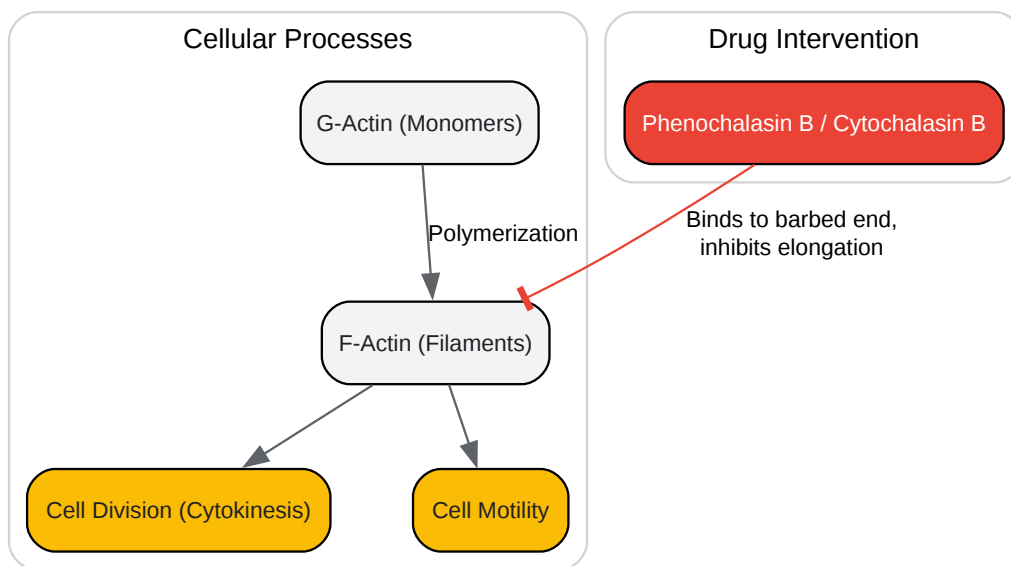 Cellular Processes
Drug Intervention
G-Actin (Monomers)
Phenochalasin B / Cytochalasin B
Polymerization
Binds to barbed end,
inhibits elongation
F-Actin (Filaments)
Cell Division (Cytokinesis)
Cell Motility